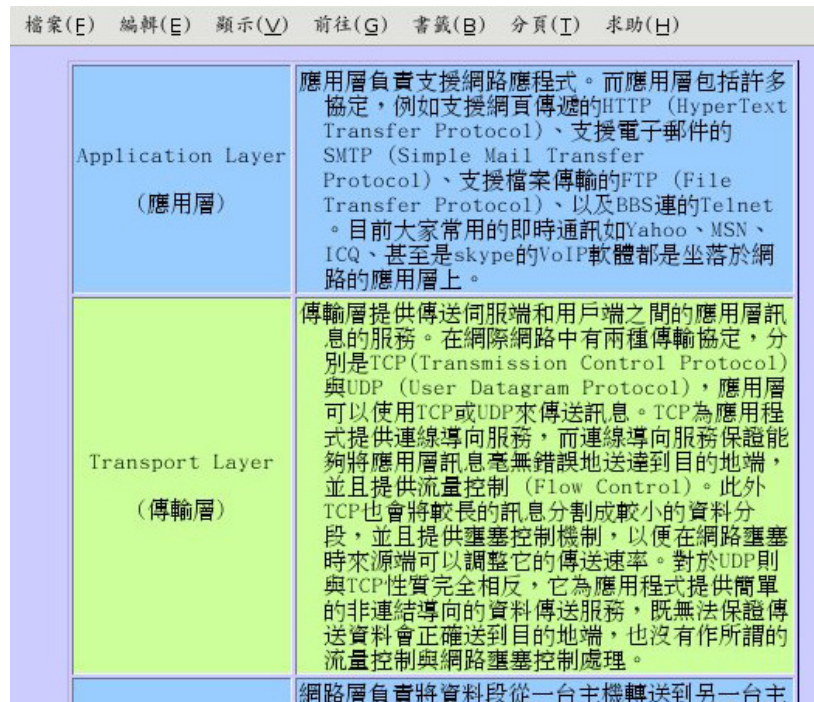 檔案(F) 編輯(E) 顯示(V) 前往(G) 書籤(B) 分頁(T) 求助(H)
Application Layer
(應用層)
應用層負責支援網路應程式。而應用層包括許多
協定，例如支援網頁傳遞的HTTP (HyperText
Transfer Protocol)、支援電子郵件的
SMTP (Simple Mail Transfer
Protocol)、支援檔案傳輸的FTP (File
Transfer Protocol)、以及BBS連的Telnet
。目前大家常用的即時通訊如Yahoo、MSN、
ICQ、甚至是skype的VoIP軟體都是坐落於網
路的應用層上。
Transport Layer
(傳輸層)
傳輸層提供傳送伺服端和用戶端之間的應用層訊
息的服務。在網際網路中有兩種傳輸協定，分
別是TCP(Transmission Control Protocol)
與UDP (User Datagram Protocol)，應用層
可以使用TCP或UDP來傳送訊息。TCP為應用程
式提供連線導向服務，而連線導向服務保證能
夠將應用層訊息毫無錯誤地送達到目的地端，
並且提供流量控制 (Flow Control)。此外
TCP也會將較長的訊息分割成較小的資料分
段，並且提供壅塞控制機制，以便在網路壅塞
時來源端可以調整它的傳送速率。對於UDP則
與TCP性質完全相反，它為應用程式提供簡單
的非連結導向的資料傳送服務，既無法保證傳
送資料會正確送到目的地端，也沒有作所謂的
流量控制與網路壅塞控制處理。
網路層負責將資料段從一台主機轉送到另一台主